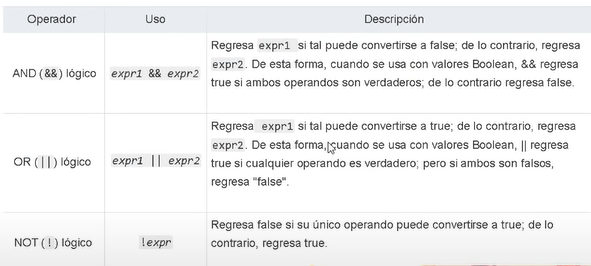 Operador Uso Descripción
Regresa expr1 si tal puede convertirse a false; de lo contrario, regresa
expr2. De esta forma, cuando se usa con valores Boolean, && regresa
AND (&&) lógico expr1 && expr2
true si ambos operandos son verdaderos; de lo contrario regresa false.
Regresa expr1 si tal puede convertirse a true; de lo contrario, regresa
expr2. De esta forma, cuando se usa con valores Boolean, || regresa
OR (||) lógico expr1 || expr2
true si cualquier operando es verdadero; pero si ambos son falsos,
regresa "false".
Regresa false si su único operando puede convertirse a true; de lo
NOT (!) lógico !expr
contrario, regresa true.